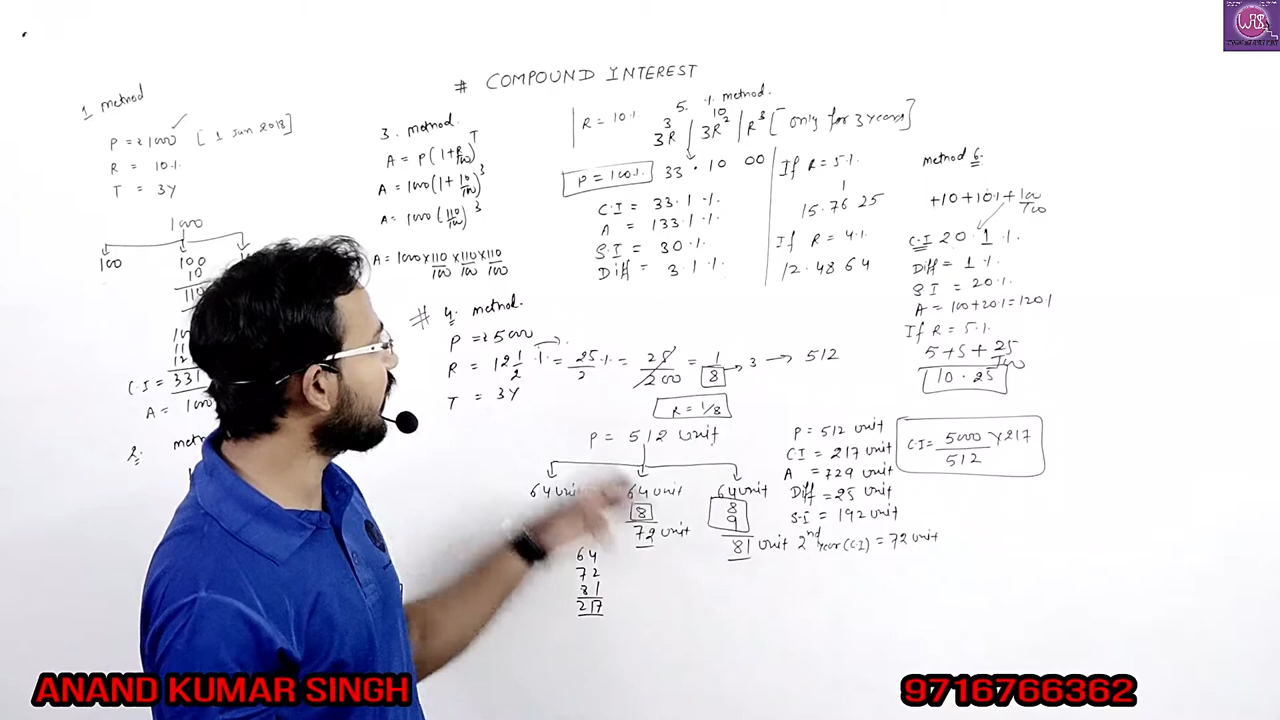 # COMPOUND INTEREST
1 method
P = ₹1000 [1 Jun 2018]
R = 10%
T = 3Y
1000
100 100
10
110
C.I = 331
A = 1000
2.
3. method.
A = P(1+R/100)^T
A = 1000(1+10/100)^3
A = 1000(110/100)^3
A = 1000×110/100×110/100×110/100
# 4. method.
P = ₹5000
R = 12 1/2 % = 25/2 % = 25/200 = 1/8 → 3 → 512
T = 3Y
R = 1/8
P = 512 unit
64 unit 64 unit 64 unit
8 8
72 unit 9
81 unit
64
72
81
217
5. % method.
R = 10%
3 10
3R | 3R² | R³ [only for 3 years]
P = 100% 33.10 00
C.I = 33.1%
A = 133.1%
S.I = 30%
Diff = 3.1%
If R = 5%
1
15.76 25
If R = 4%
12.48 64
method 6.
+10+10%+100/100
C.I 20.1%
Diff = 1%
S I = 20%
A = 100+20% = 120%
If R = 5%
5+5+25/100
10.25
P = 512 unit
C.I = 217 unit
A = 729 unit
Diff = 25 unit
S.I = 192 unit
2nd year (C.I) = 72 unit
C.I = 5000×217/512
ANAND KUMAR SINGH
9716766362